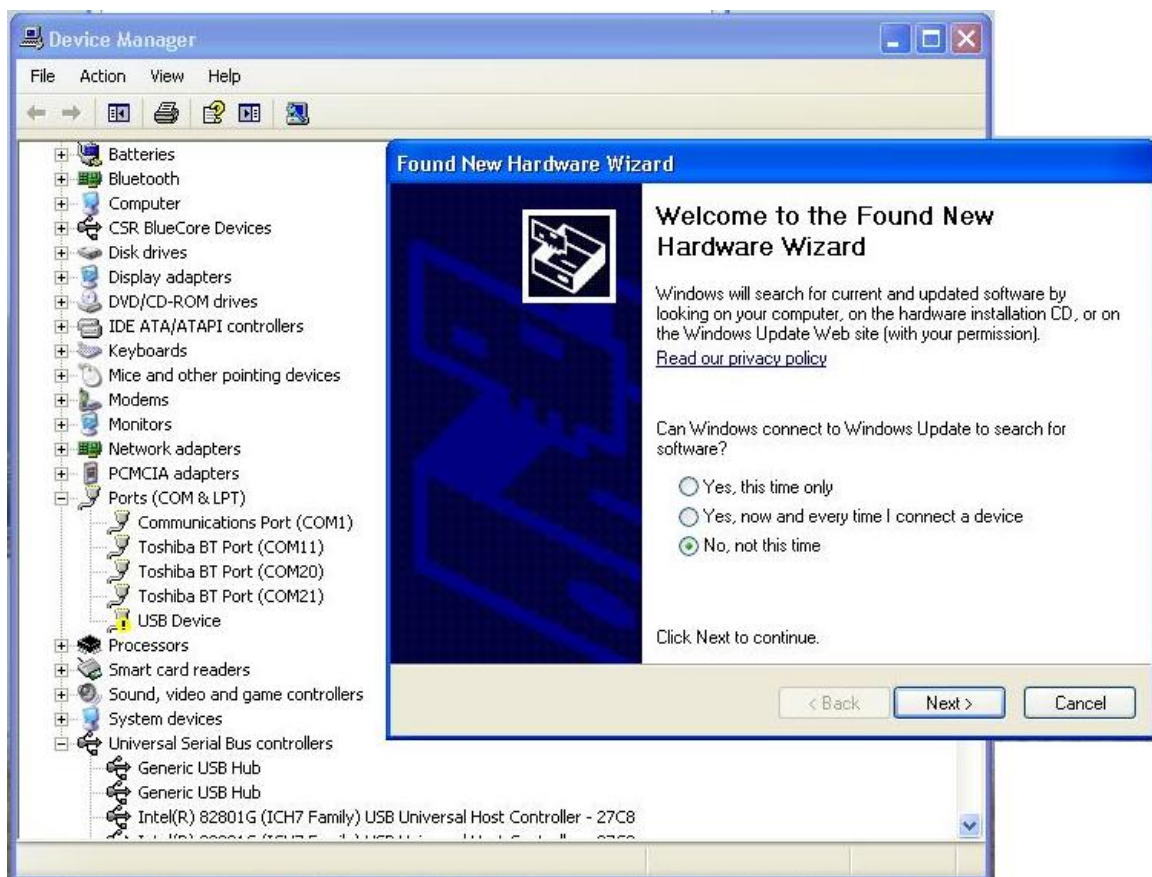 Device Manager
File Action View Help
Batteries
Bluetooth
Computer
CSR BlueCore Devices
Disk drives
Display adapters
DVD/CD-ROM drives
IDE ATA/ATAPI controllers
Keyboards
Mice and other pointing devices
Modems
Monitors
Network adapters
PCMCIA adapters
Ports (COM & LPT)
Communications Port (COM1)
Toshiba BT Port (COM11)
Toshiba BT Port (COM20)
Toshiba BT Port (COM21)
USB Device
Processors
Smart card readers
Sound, video and game controllers
System devices
Universal Serial Bus controllers
Generic USB Hub
Generic USB Hub
Intel(R) 82801G (ICH7 Family) USB Universal Host Controller - 27C8
Found New Hardware Wizard
Welcome to the Found New
Hardware Wizard
Windows will search for current and updated software by
looking on your computer, on the hardware installation CD, or on
the Windows Update Web site (with your permission).
Read our privacy policy
Can Windows connect to Windows Update to search for
software?
Yes, this time only
Yes, now and every time I connect a device
No, not this time
Click Next to continue.
< Back Next > Cancel